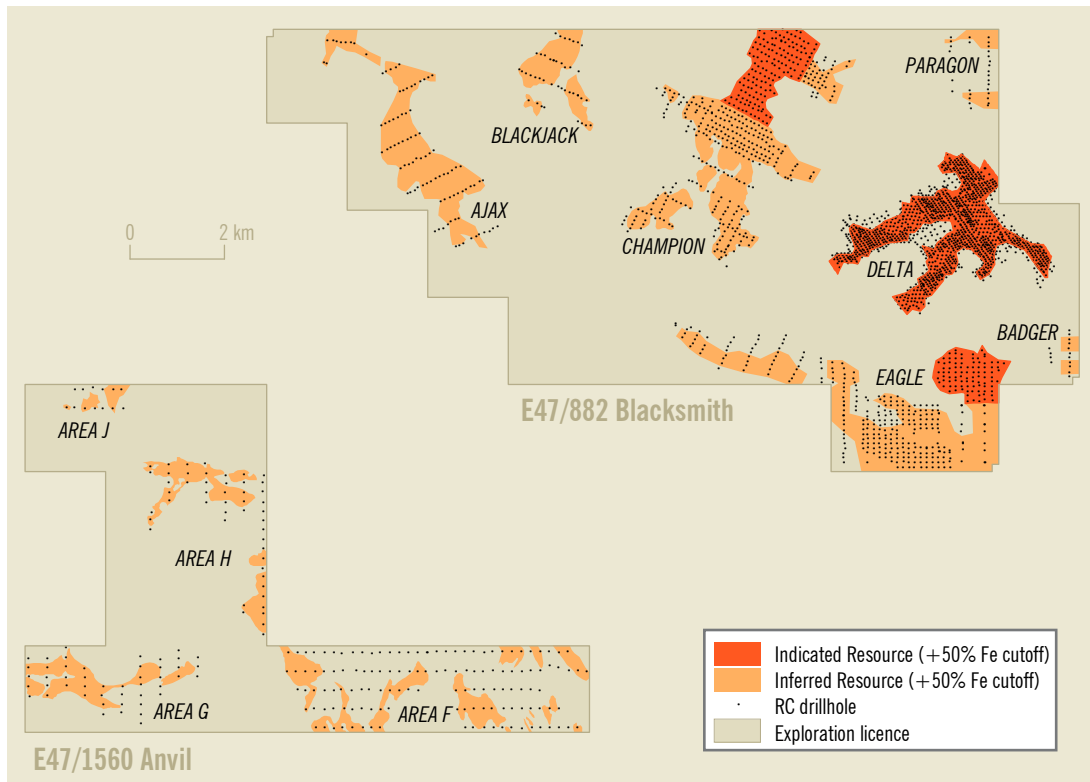 PARAGON
BLACKJACK
AJAX
0 2 km
CHAMPION
DELTA
BADGER
EAGLE
E47/882 Blacksmith
AREA J
AREA H
AREA G
AREA F
E47/1560 Anvil
Indicated Resource (+50% Fe cutoff)
Inferred Resource (+50% Fe cutoff)
RC drillhole
Exploration licence